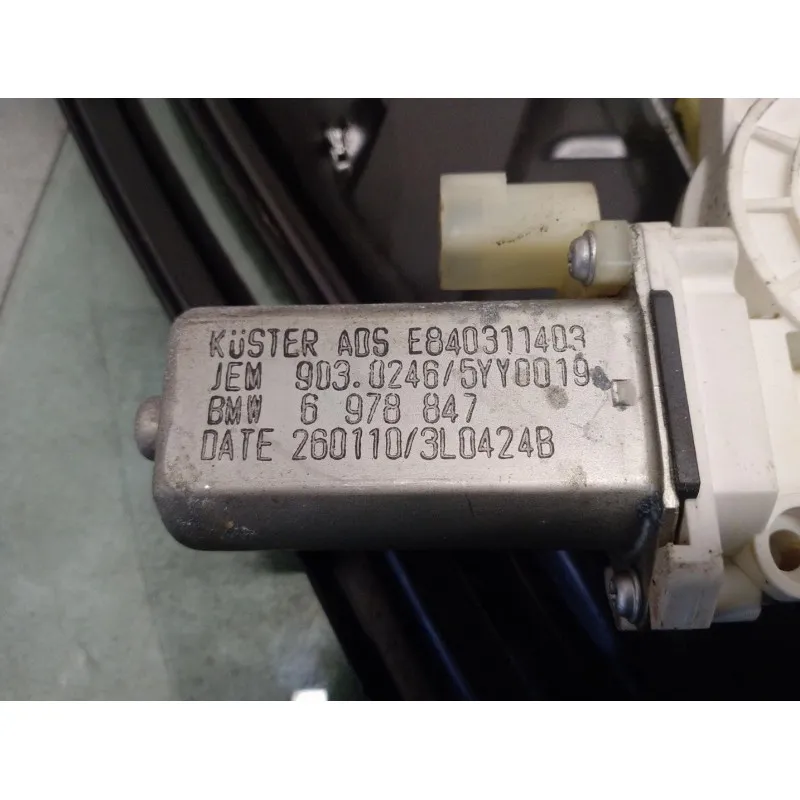 KÜSTER ADS E840311403
JEM 903.0246/5YY0019
BMW 6 978 847
DATE 260110/3L0424B